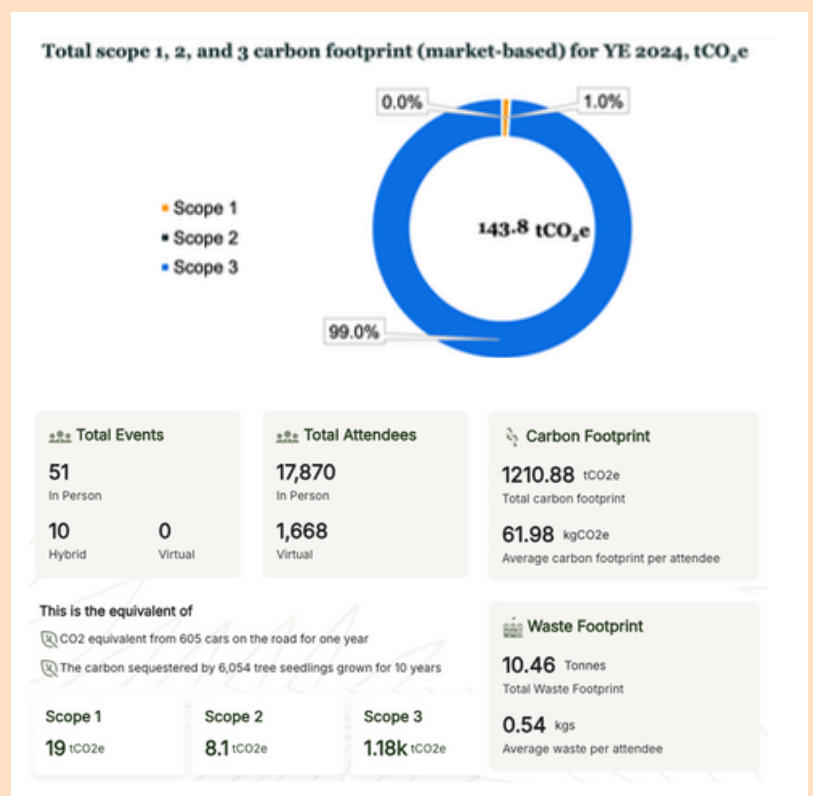 Total scope 1, 2, and 3 carbon footprint (market-based) for YE 2024, tCO₂e
0.0%
1.0%
Scope 1
Scope 2
Scope 3
143.8 tCO₂e
99.0%
Total Events
51
In Person
10
Hybrid
0
Virtual
Total Attendees
17,870
In Person
1,668
Virtual
Carbon Footprint
1210.88 tCO2e
Total carbon footprint
61.98 kgCO2e
Average carbon footprint per attendee
This is the equivalent of
CO2 equivalent from 605 cars on the road for one year
The carbon sequestered by 6,054 tree seedlings grown for 10 years
Scope 1
19 tCO2e
Scope 2
8.1 tCO2e
Scope 3
1.18k tCO2e
Waste Footprint
10.46 Tonnes
Total Waste Footprint
0.54 kgs
Average waste per attendee